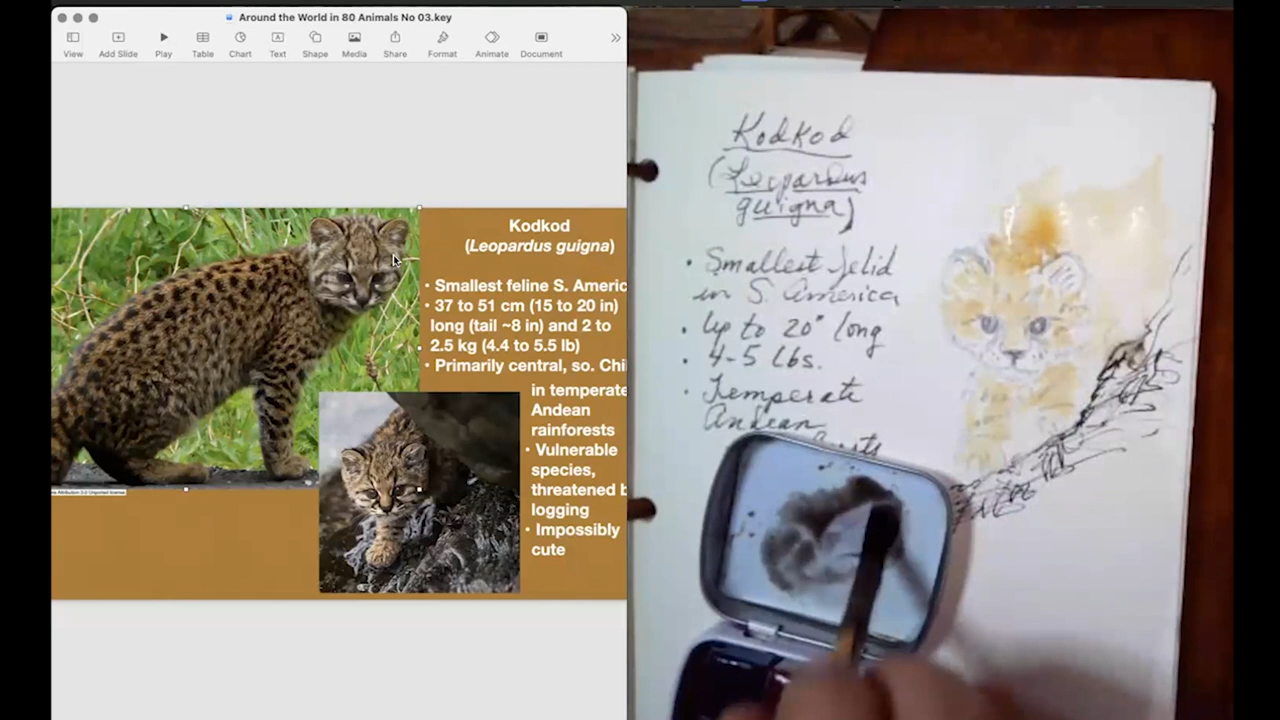 Around the World in 80 Animals No 03.key
View Add Slide Play Table Chart Text Shape Media Share Format Animate Document
Kodkod
(Leopardus guigna)
• Smallest feline S. Americ
• 37 to 51 cm (15 to 20 in)
long (tail ~8 in) and 2 to
2.5 kg (4.4 to 5.5 lb)
• Primarily central, so. Chi
in temperate
Andean
rainforests
• Vulnerable
species,
threatened b
logging
• Impossibly
cute
Kodkod
(Leopardus
guigna)
• Smallest felid
in S. America
• Up to 20" long
• 4-5 lbs.
• Temperate
Andean